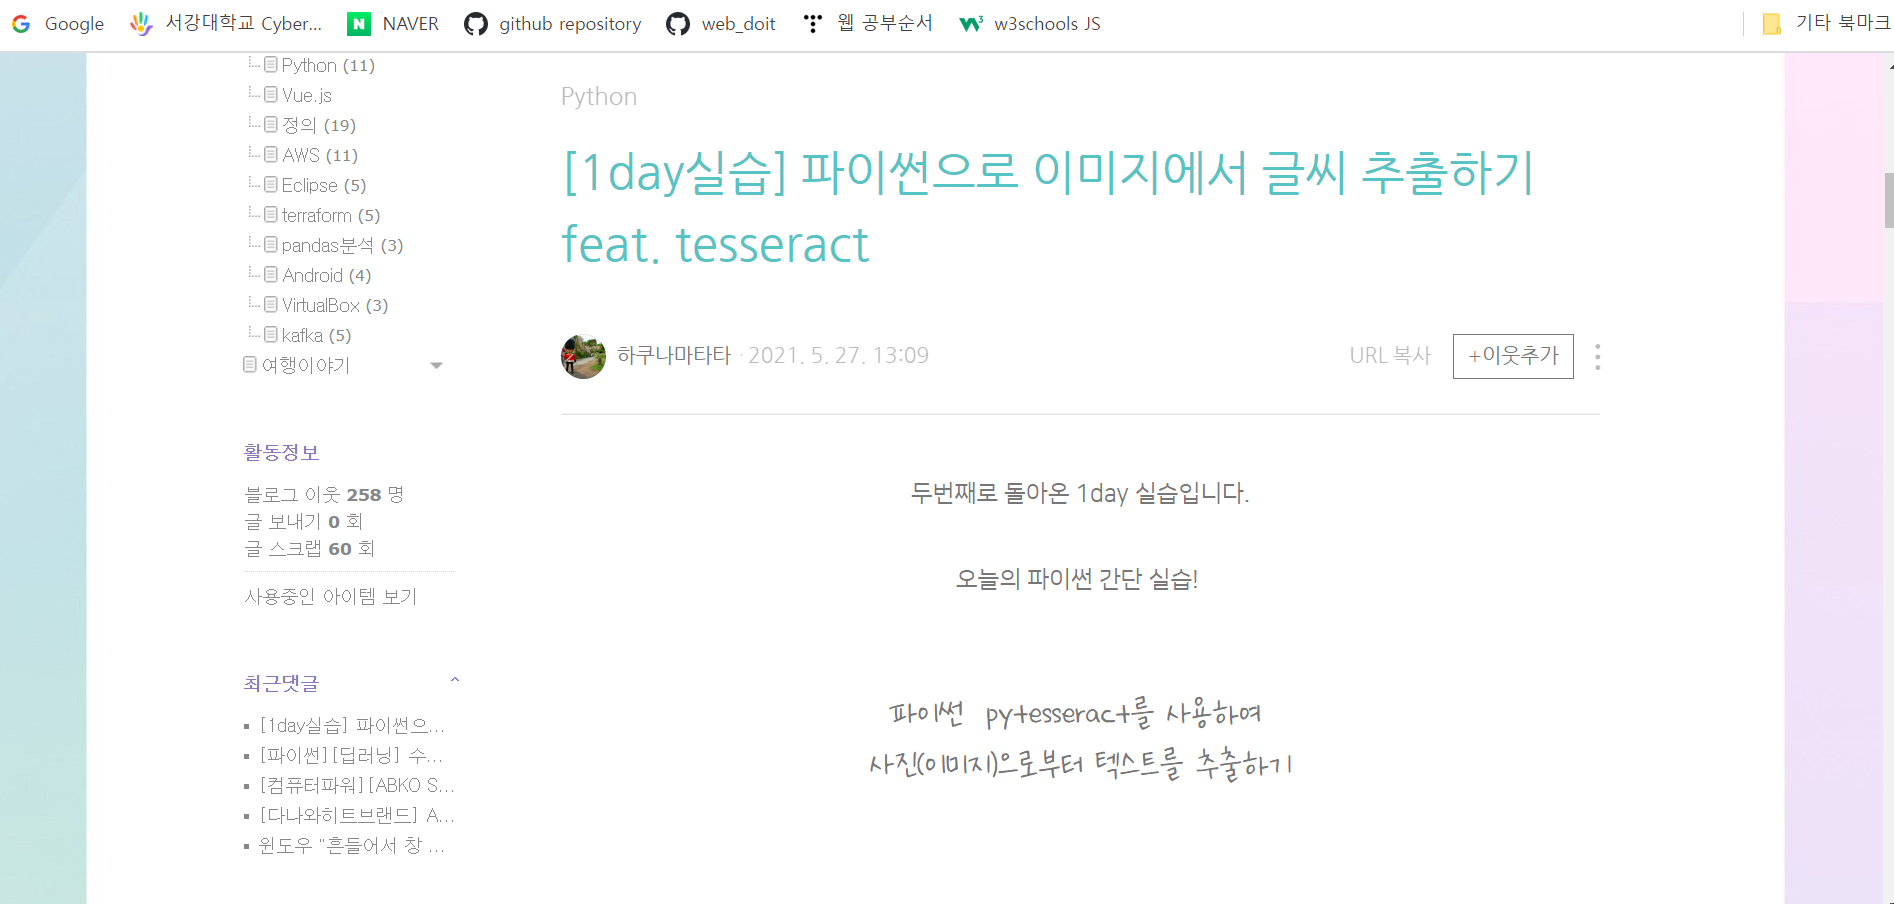 Google 서강대학교 Cyber... NAVER github repository web_doit 웹 공부순서 w3schools JS 기타 북마크
Python (11)
Vue.js
정의 (19)
AWS (11)
Eclipse (5)
terraform (5)
pandas분석 (3)
Android (4)
VirtualBox (3)
kafka (5)
여행이야기
활동정보
블로그 이웃 258 명
글 보내기 0 회
글 스크랩 60 회
사용중인 아이템 보기
최근댓글
[1day실습] 파이썬으...
[파이썬][딥러닝] 수...
[컴퓨터파워][ABKO S...
[다나와히트브랜드] A...
윈도우 "흔들어서 창 ...
Python
[1day실습] 파이썬으로 이미지에서 글씨 추출하기
feat. tesseract
하쿠나마타타 · 2021. 5. 27. 13:09
URL 복사 +이웃추가
두번째로 돌아온 1day 실습입니다.
오늘의 파이썬 간단 실습!
파이썬 pytesseract를 사용하여
사진(이미지)으로부터 텍스트를 추출하기